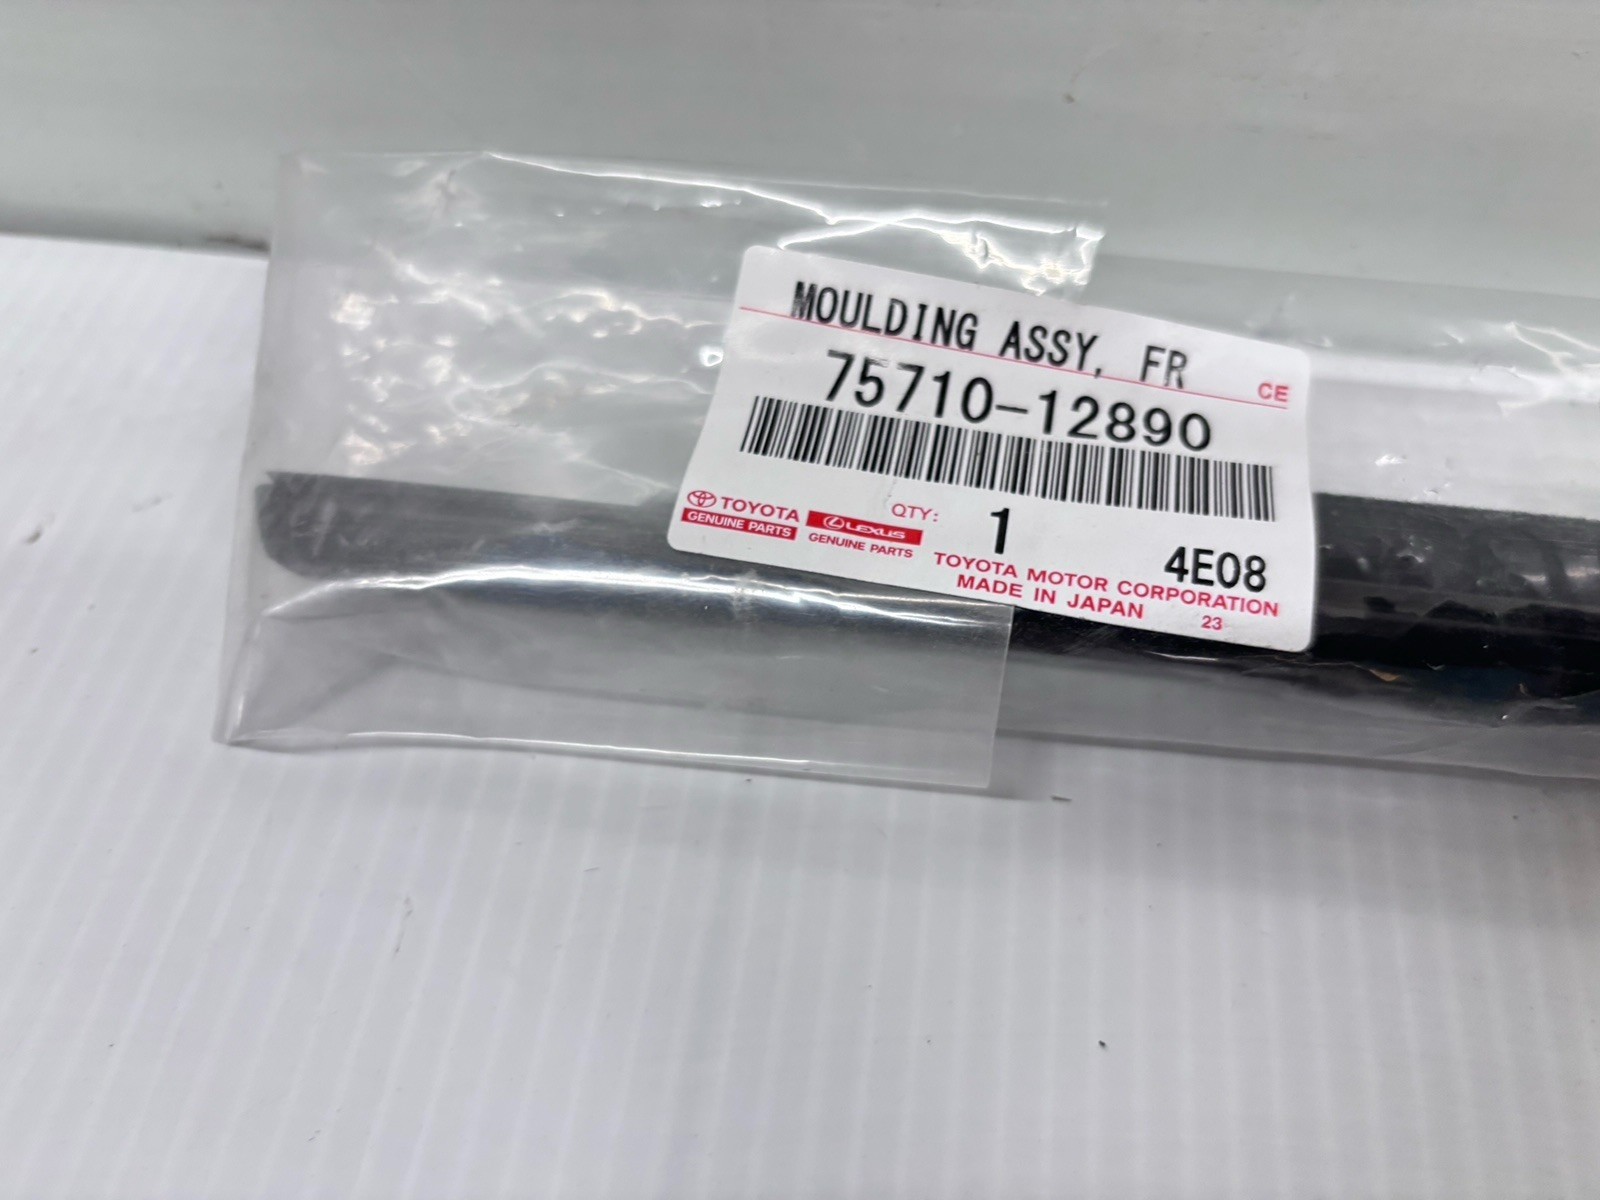 MOULDING ASSY, FR
CE
75710-12890
TOYOTA
GENUINE PARTS
LEXUS
GENUINE PARTS
QTY: 1
4E08
TOYOTA MOTOR CORPORATION
MADE IN JAPAN
23